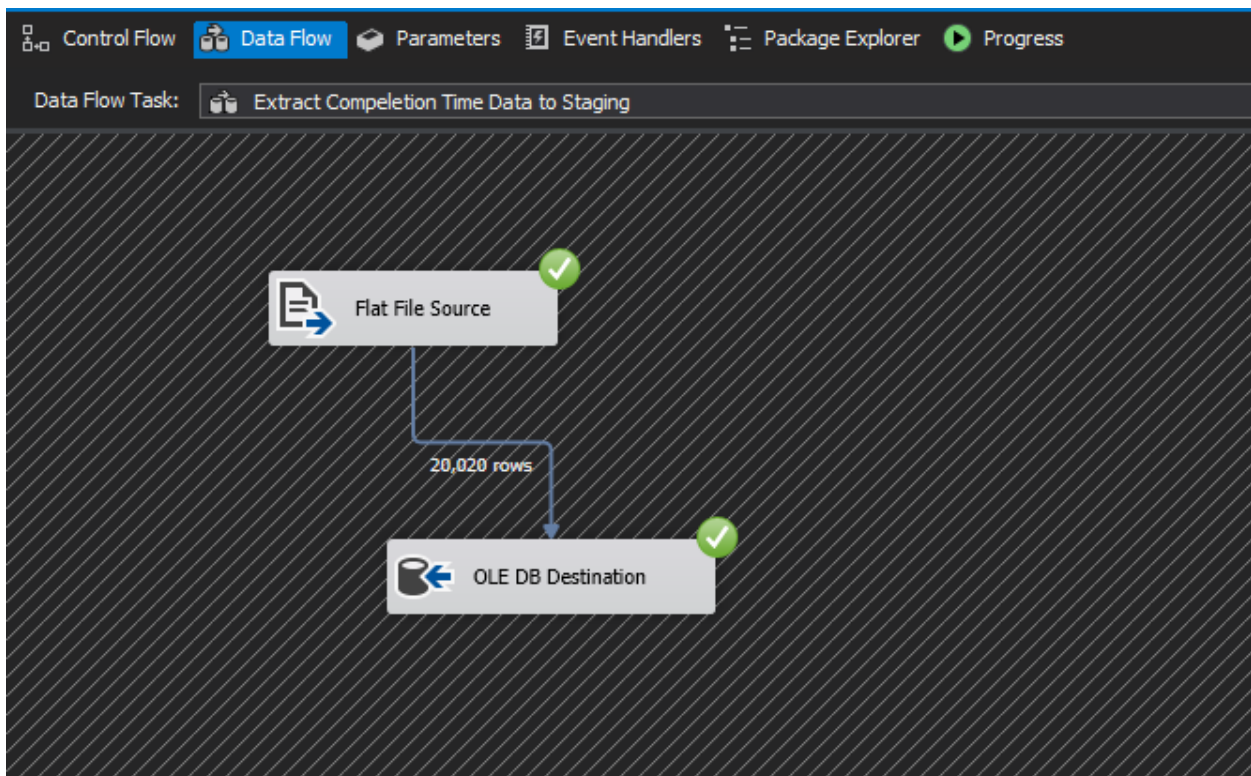 Control Flow Data Flow Parameters Event Handlers Package Explorer Progress
Data Flow Task: Extract Compeletion Time Data to Staging
Flat File Source
20,020 rows
OLE DB Destination